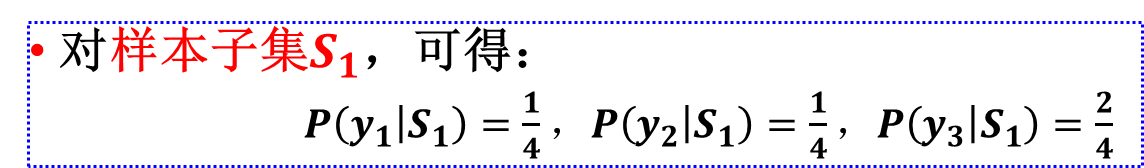 • 对样本子集S₁，可得：
P(y₁|S₁) = 1/4，P(y₂|S₁) = 1/4，P(y₃|S₁) = 2/4